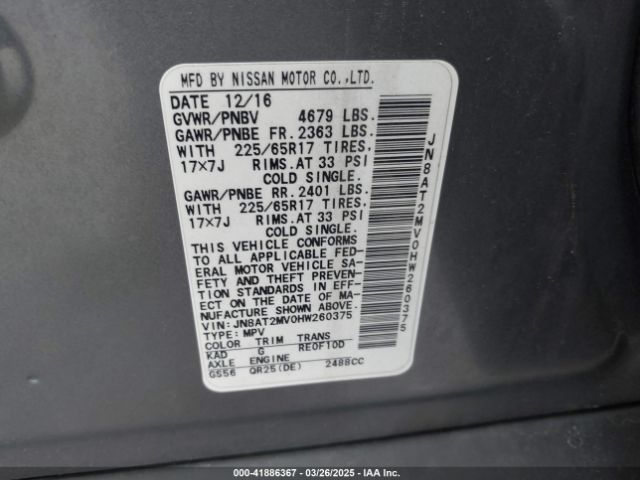 MFD BY NISSAN MOTOR CO.,LTD.
DATE 12/16
GVWR/PNBV 4679 LBS.
GAWR/PNBE FR. 2363 LBS.
WITH 225/65R17 TIRES.
17×7J RIMS.AT 33 PSI
COLD SINGLE.
GAWR/PNBE RR. 2401 LBS.
WITH 225/65R17 TIRES.
17×7J RIMS.AT 33 PSI
COLD SINGLE.
THIS VEHICLE CONFORMS
TO ALL APPLICABLE FED-
ERAL MOTOR VEHICLE SA-
FETY AND THEFT PREVEN-
TION STANDARDS IN EFF-
ECT ON THE DATE OF MA-
NUFACTURE SHOWN ABOVE.
VIN: JN8AT2MV0HW260375
TYPE: MPV
COLOR TRIM TRANS
KAD G RE0F10D
AXLE ENGINE
GS56 QR25(DE) 2488CC
JN8AT2MV0HW260375
000-41886367 - 03/26/2025 - IAA Inc.